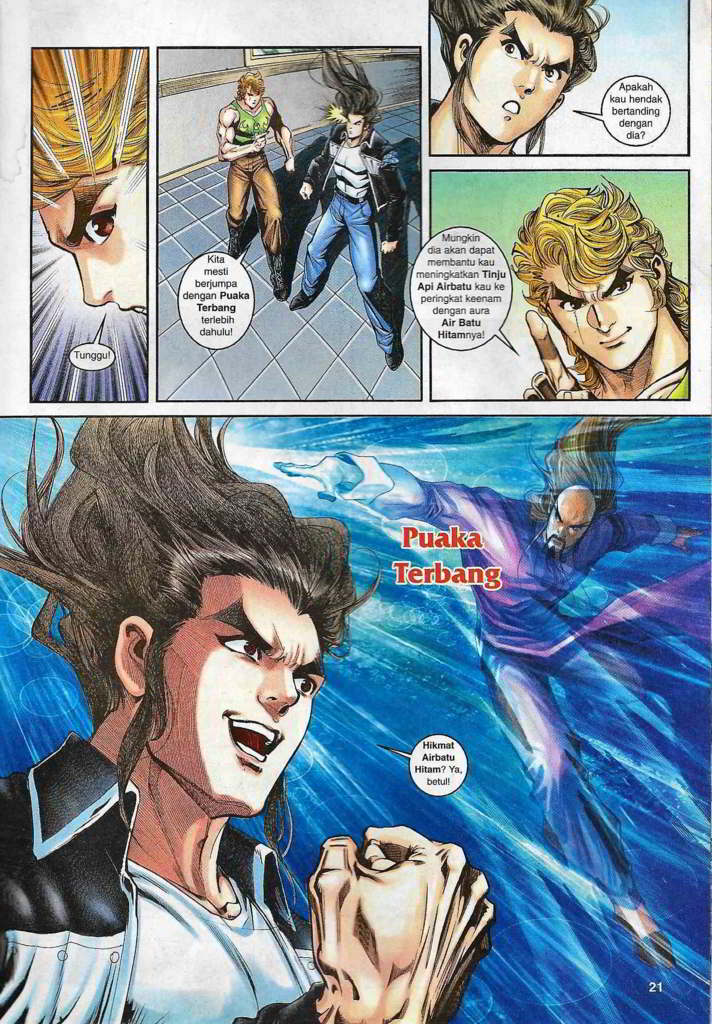 Tunggu!
Kita
mesti
berjumpa
dengan Puaka
Terbang
terlebih
dahulu!
Apakah
kau hendak
bertanding
dengan
dia?
Mungkin
dia akan dapat
membantu kau
meningkatkan Tinju
Api Airbatu kau ke
peringkat keenam
dengan aura
Air Batu
Hitamnya!
Puaka
Terbang
Hikmat
Airbatu
Hitam? Ya,
betul!
21